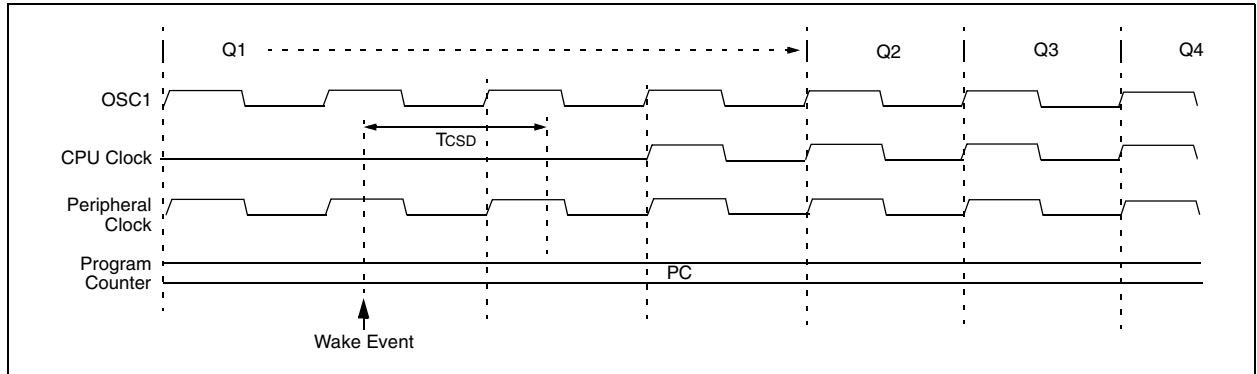 Q1
Q2
Q3
Q4
OSC1
TCSD
CPU Clock
Peripheral
Clock
Program
Counter
PC
Wake Event